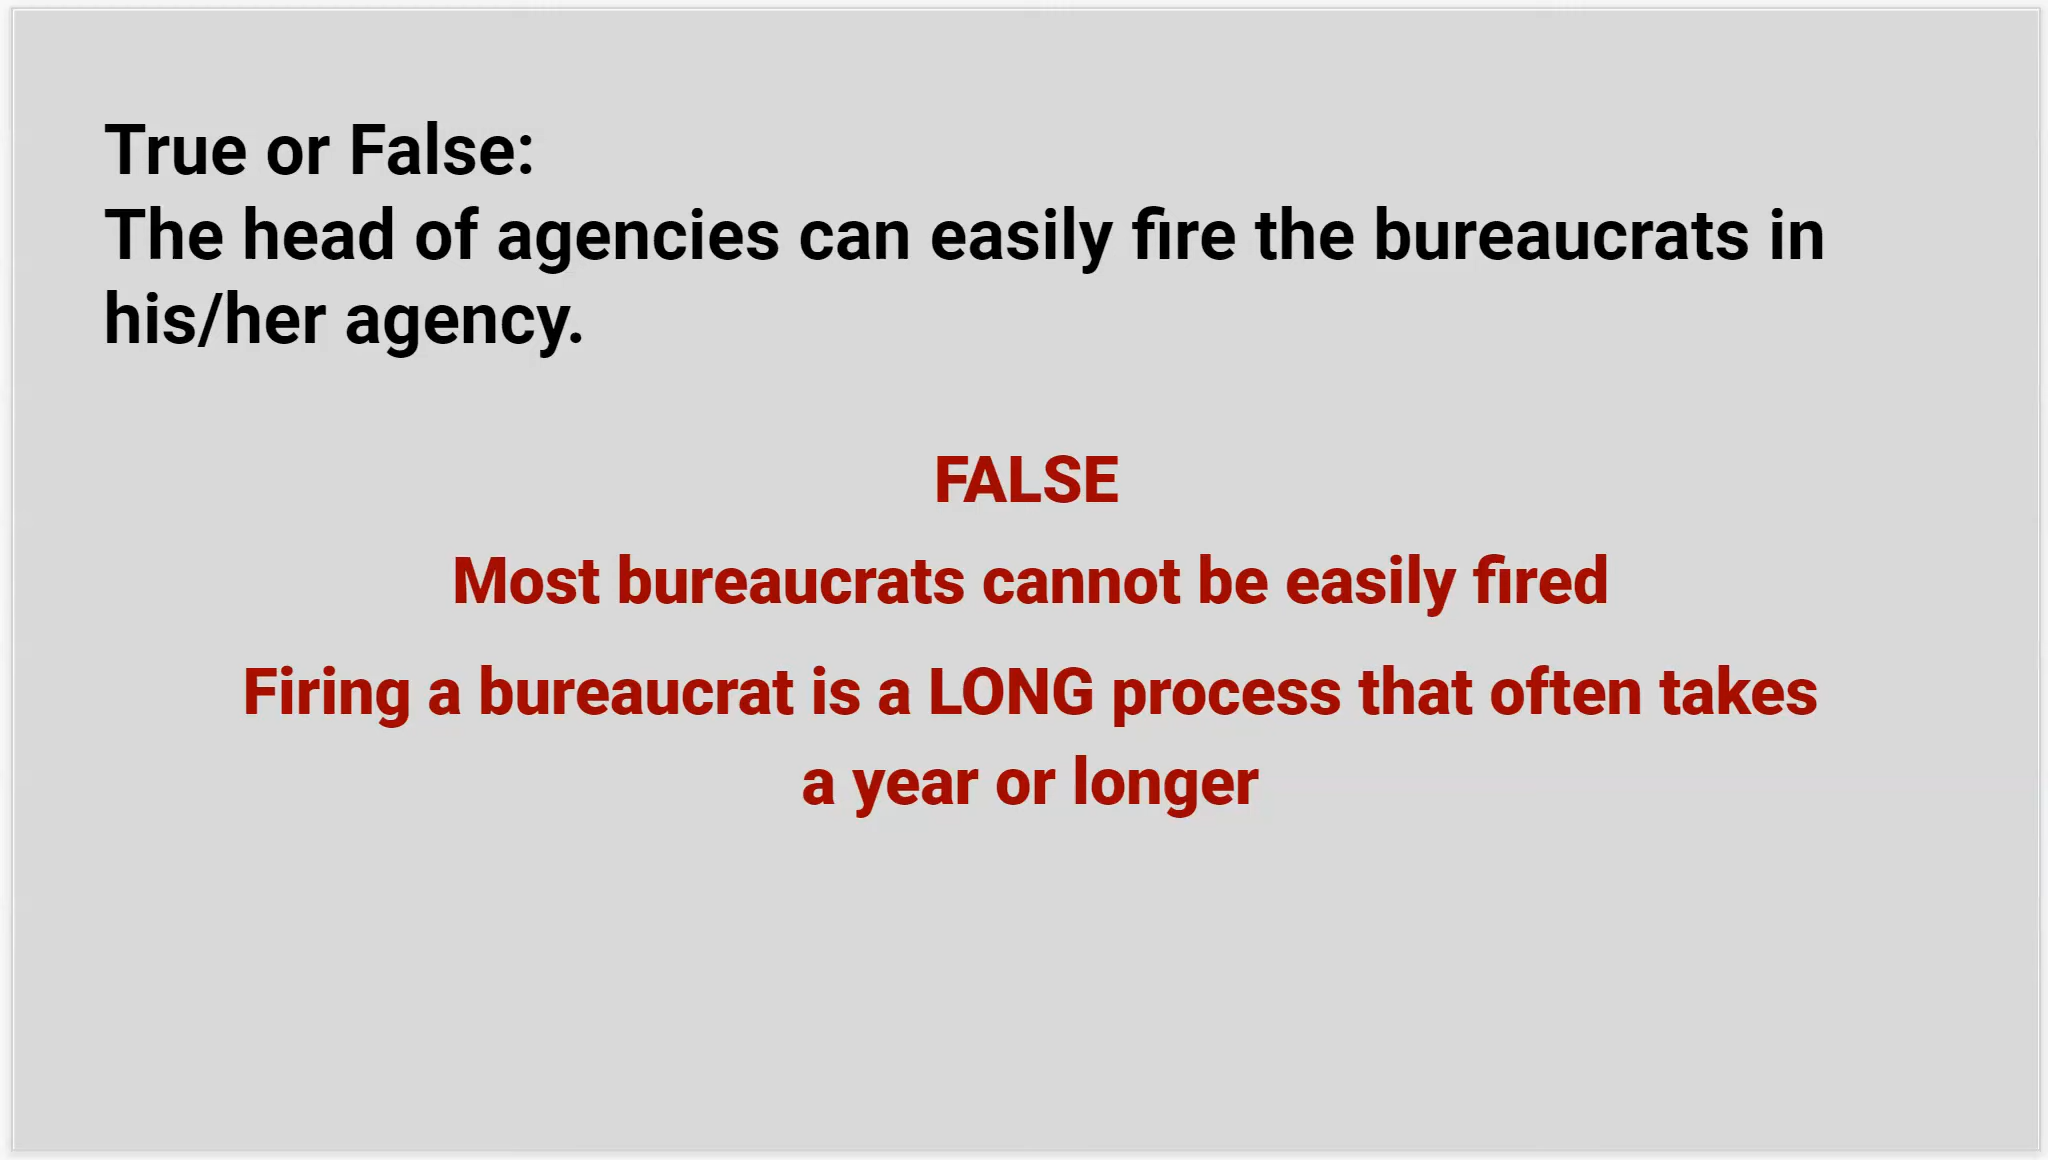 True or False:
The head of agencies can easily fire the bureaucrats in
his/her agency.
FALSE
Most bureaucrats cannot be easily fired
Firing a bureaucrat is a LONG process that often takes
a year or longer